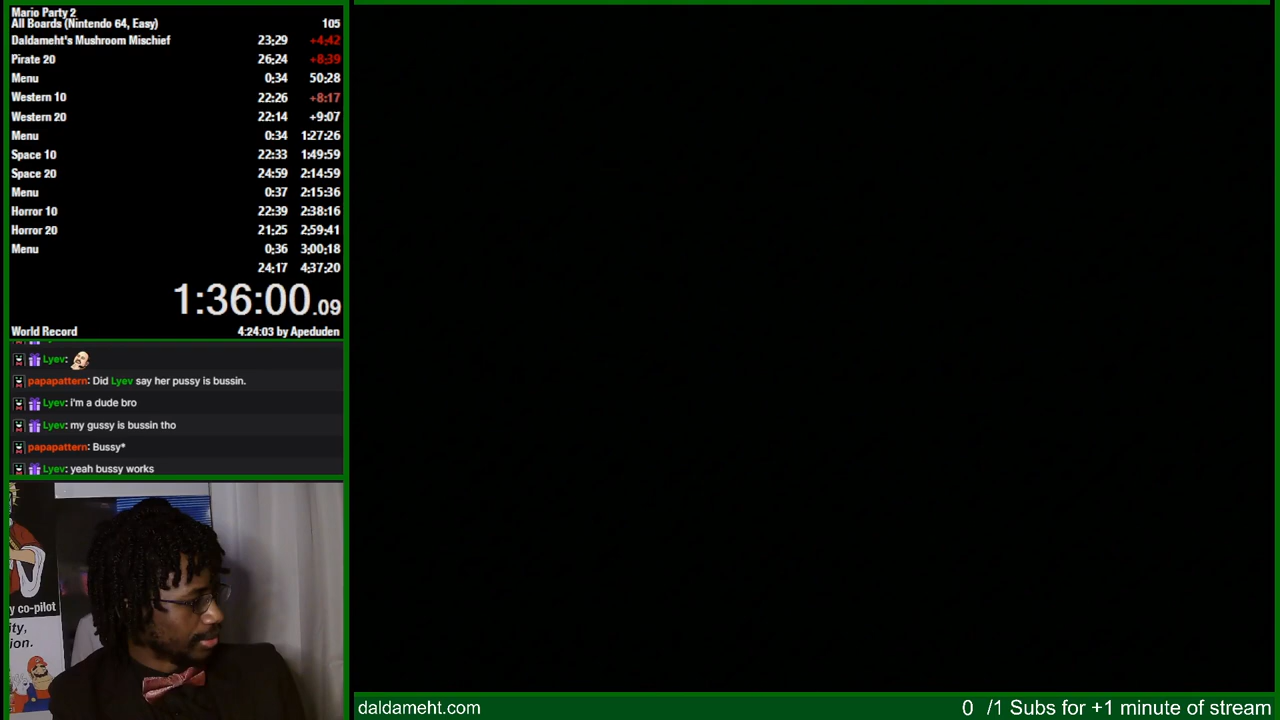 Mario Party 2
All Boards (Nintendo 64, Easy) 105
Daldameht's Mushroom Mischief 23:29 +4:42
Pirate 20 26:24 +8:39
Menu 0:34 50:28
Western 10 22:26 +8:17
Western 20 22:14 +9:07
Menu 0:34 1:27:26
Space 10 22:33 1:49:59
Space 20 24:59 2:14:59
Menu 0:37 2:15:36
Horror 10 22:39 2:38:16
Horror 20 21:25 2:59:41
Menu 0:36 3:00:18
24:17 4:37:20
1:36:00.09
World Record 4:24:03 by Apeduden
Lyev:
papapattern: Did Lyev say her pussy is bussin.
Lyev: i'm a dude bro
Lyev: my gussy is bussin tho
papapattern: Bussy*
Lyev: yeah bussy works
y co-pilot
ity,
ion.
daldameht.com 0 /1 Subs for +1 minute of stream